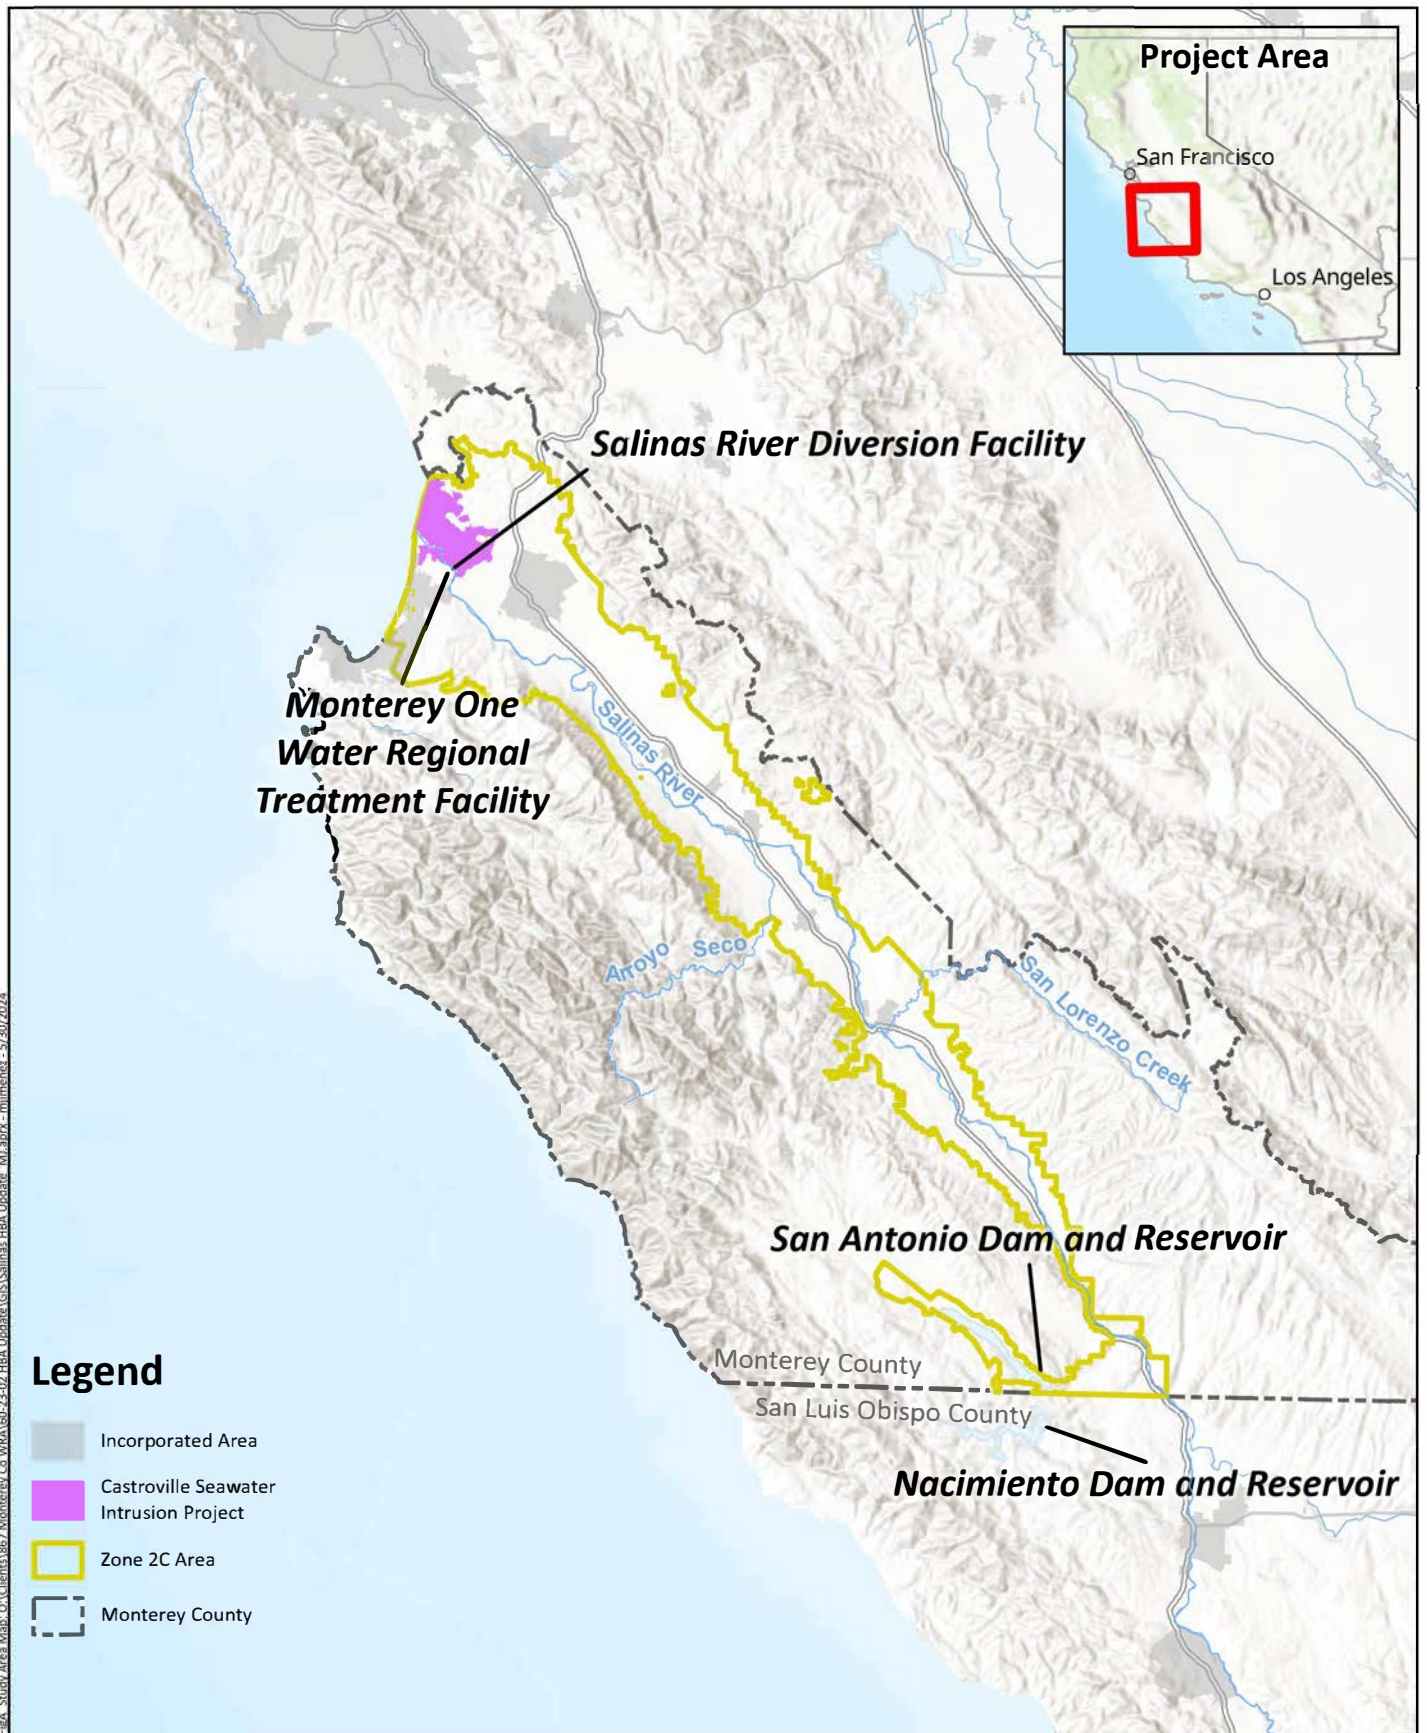 Project Area
San Francisco
Los Angeles
Salinas River Diversion Facility
Monterey One
Water Regional
Treatment Facility
Salinas River
Arroyo Seco
San Lorenzo Creek
San Antonio Dam and Reservoir
Monterey County
San Luis Obispo County
Nacimiento Dam and Reservoir
Legend
Incorporated Area
Castroville Seawater
Intrusion Project
Zone 2C Area
Monterey County